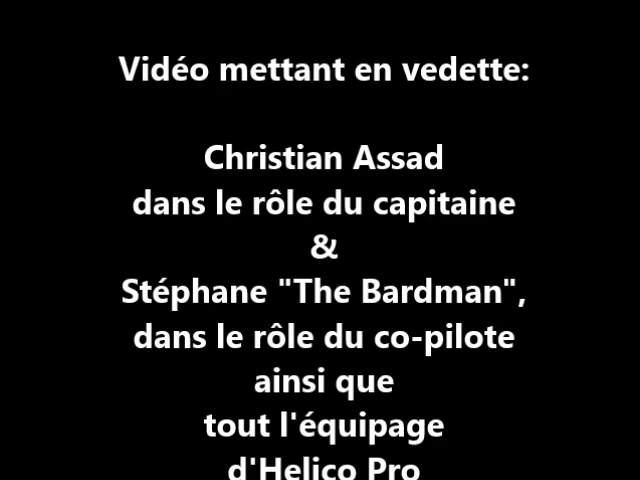 Vidéo mettant en vedette:
Christian Assad
dans le rôle du capitaine
&
Stéphane "The Bardman",
dans le rôle du co-pilote
ainsi que
tout l'équipage
d'Helico Pro